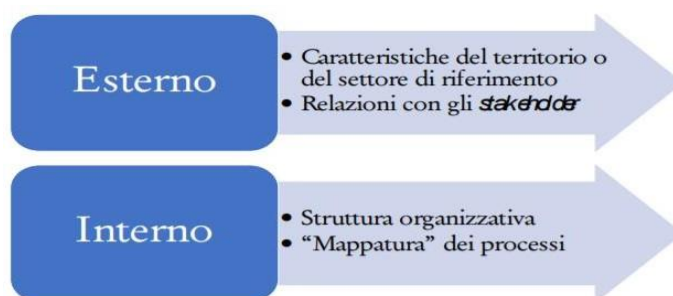 Esterno
• Caratteristiche del territorio o
del settore di riferimento
• Relazioni con gli stakeholder
Interno
• Struttura organizzativa
• “Mappatura” dei processi